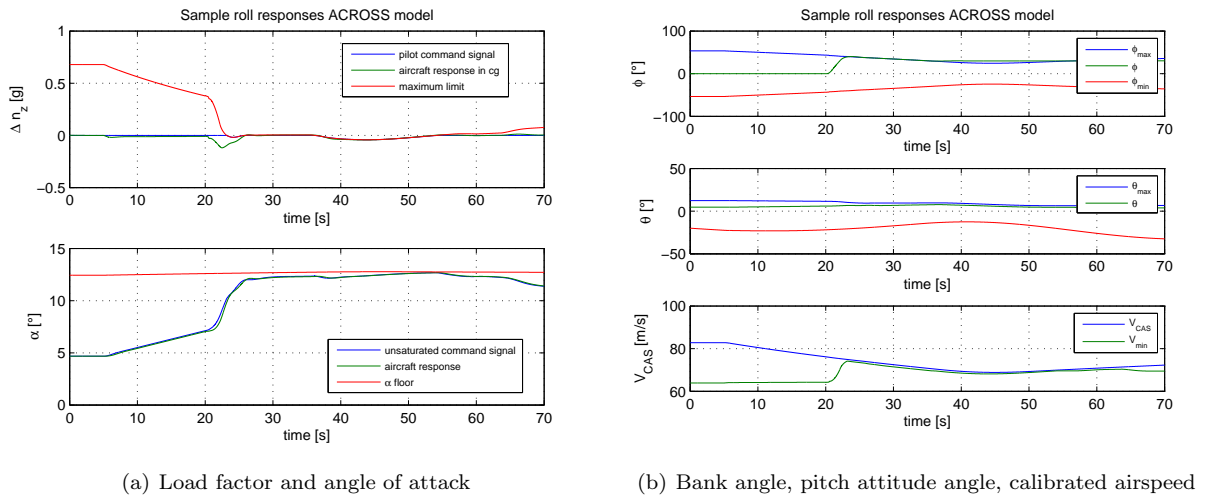 Sample roll responses ACROSS model
1
0.5
0
−0.5
Δ n_z [g]
pilot command signal
aircraft response in cg
maximum limit
0 10 20 30 40 50 60 70
time [s]
15
10
5
0
α [°]
unsaturated command signal
aircraft response
α floor
0 10 20 30 40 50 60 70
time [s]
(a) Load factor and angle of attack
Sample roll responses ACROSS model
100
0
−100
ϕ [°]
ϕ_max
ϕ
ϕ_min
0 10 20 30 40 50 60 70
time [s]
50
0
−50
θ [°]
θ_max
θ
0 10 20 30 40 50 60 70
time [s]
100
80
60
V_CAS [m/s]
V_CAS
V_min
0 10 20 30 40 50 60 70
time [s]
(b) Bank angle, pitch attitude angle, calibrated airspeed